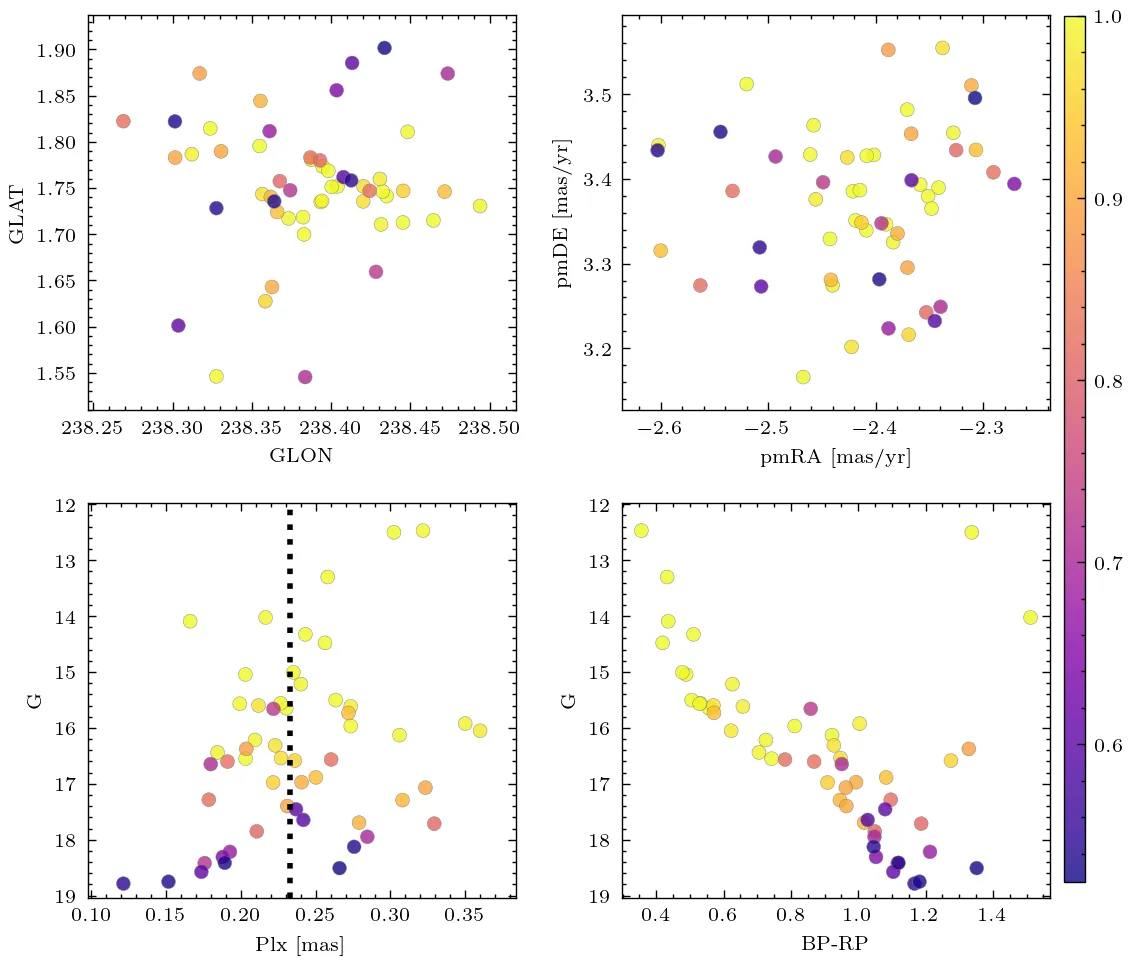 1.90
1.85
1.80
1.75
1.70
1.65
1.60
1.55
GLAT
238.25 238.30 238.35 238.40 238.45 238.50
GLON
3.5
3.4
3.3
3.2
pmDE [mas/yr]
−2.6 −2.5 −2.4 −2.3
pmRA [mas/yr]
1.0
0.9
0.8
0.7
0.6
12
13
14
15
16
17
18
19
G
0.10 0.15 0.20 0.25 0.30 0.35
Plx [mas]
12
13
14
15
16
17
18
19
G
0.4 0.6 0.8 1.0 1.2 1.4
BP-RP